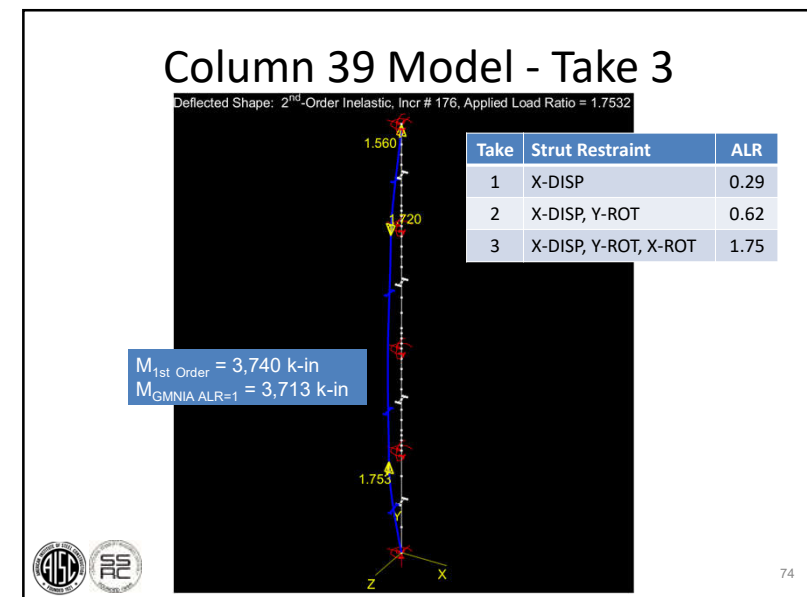 Column 39 Model - Take 3
Deflected Shape: 2nd-Order Inelastic, Incr # 176, Applied Load Ratio = 1.7532
1.560
Take Strut Restraint ALR
1 X-DISP 0.29
2 X-DISP, Y-ROT 0.62
3 X-DISP, Y-ROT, X-ROT 1.75
1.720
M1st Order = 3,740 k-in
MGMNIA ALR=1 = 3,713 k-in
1.753
Y
X
Z
AISC
SSRC
74